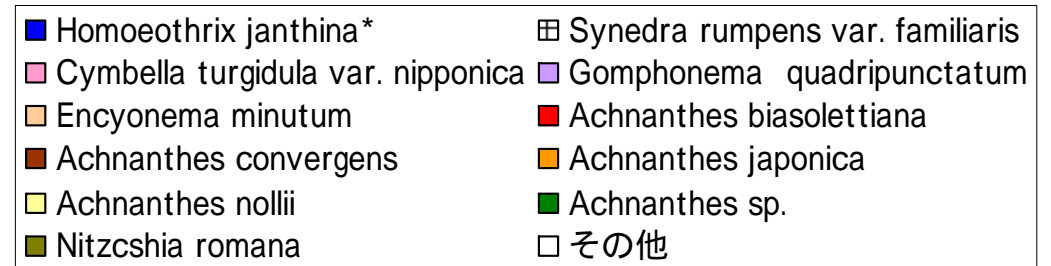 Homoeothrix janthina* Synedra rumpens var. familiaris
Cymbella turgidula var. nipponica Gomphonema quadripunctatum
Encyonema minutum Achnanthes biasolettiana
Achnanthes convergens Achnanthes japonica
Achnanthes nollii Achnanthes sp.
Nitzcshia romana その他